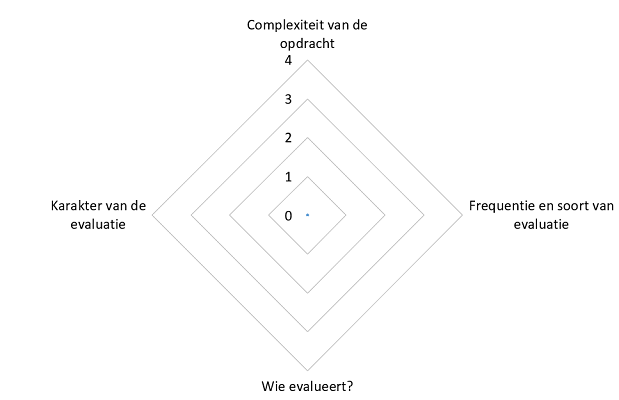 Complexiteit van de
opdracht
4
3
2
1
0
Karakter van de
evaluatie
Frequentie en soort van
evaluatie
Wie evalueert?